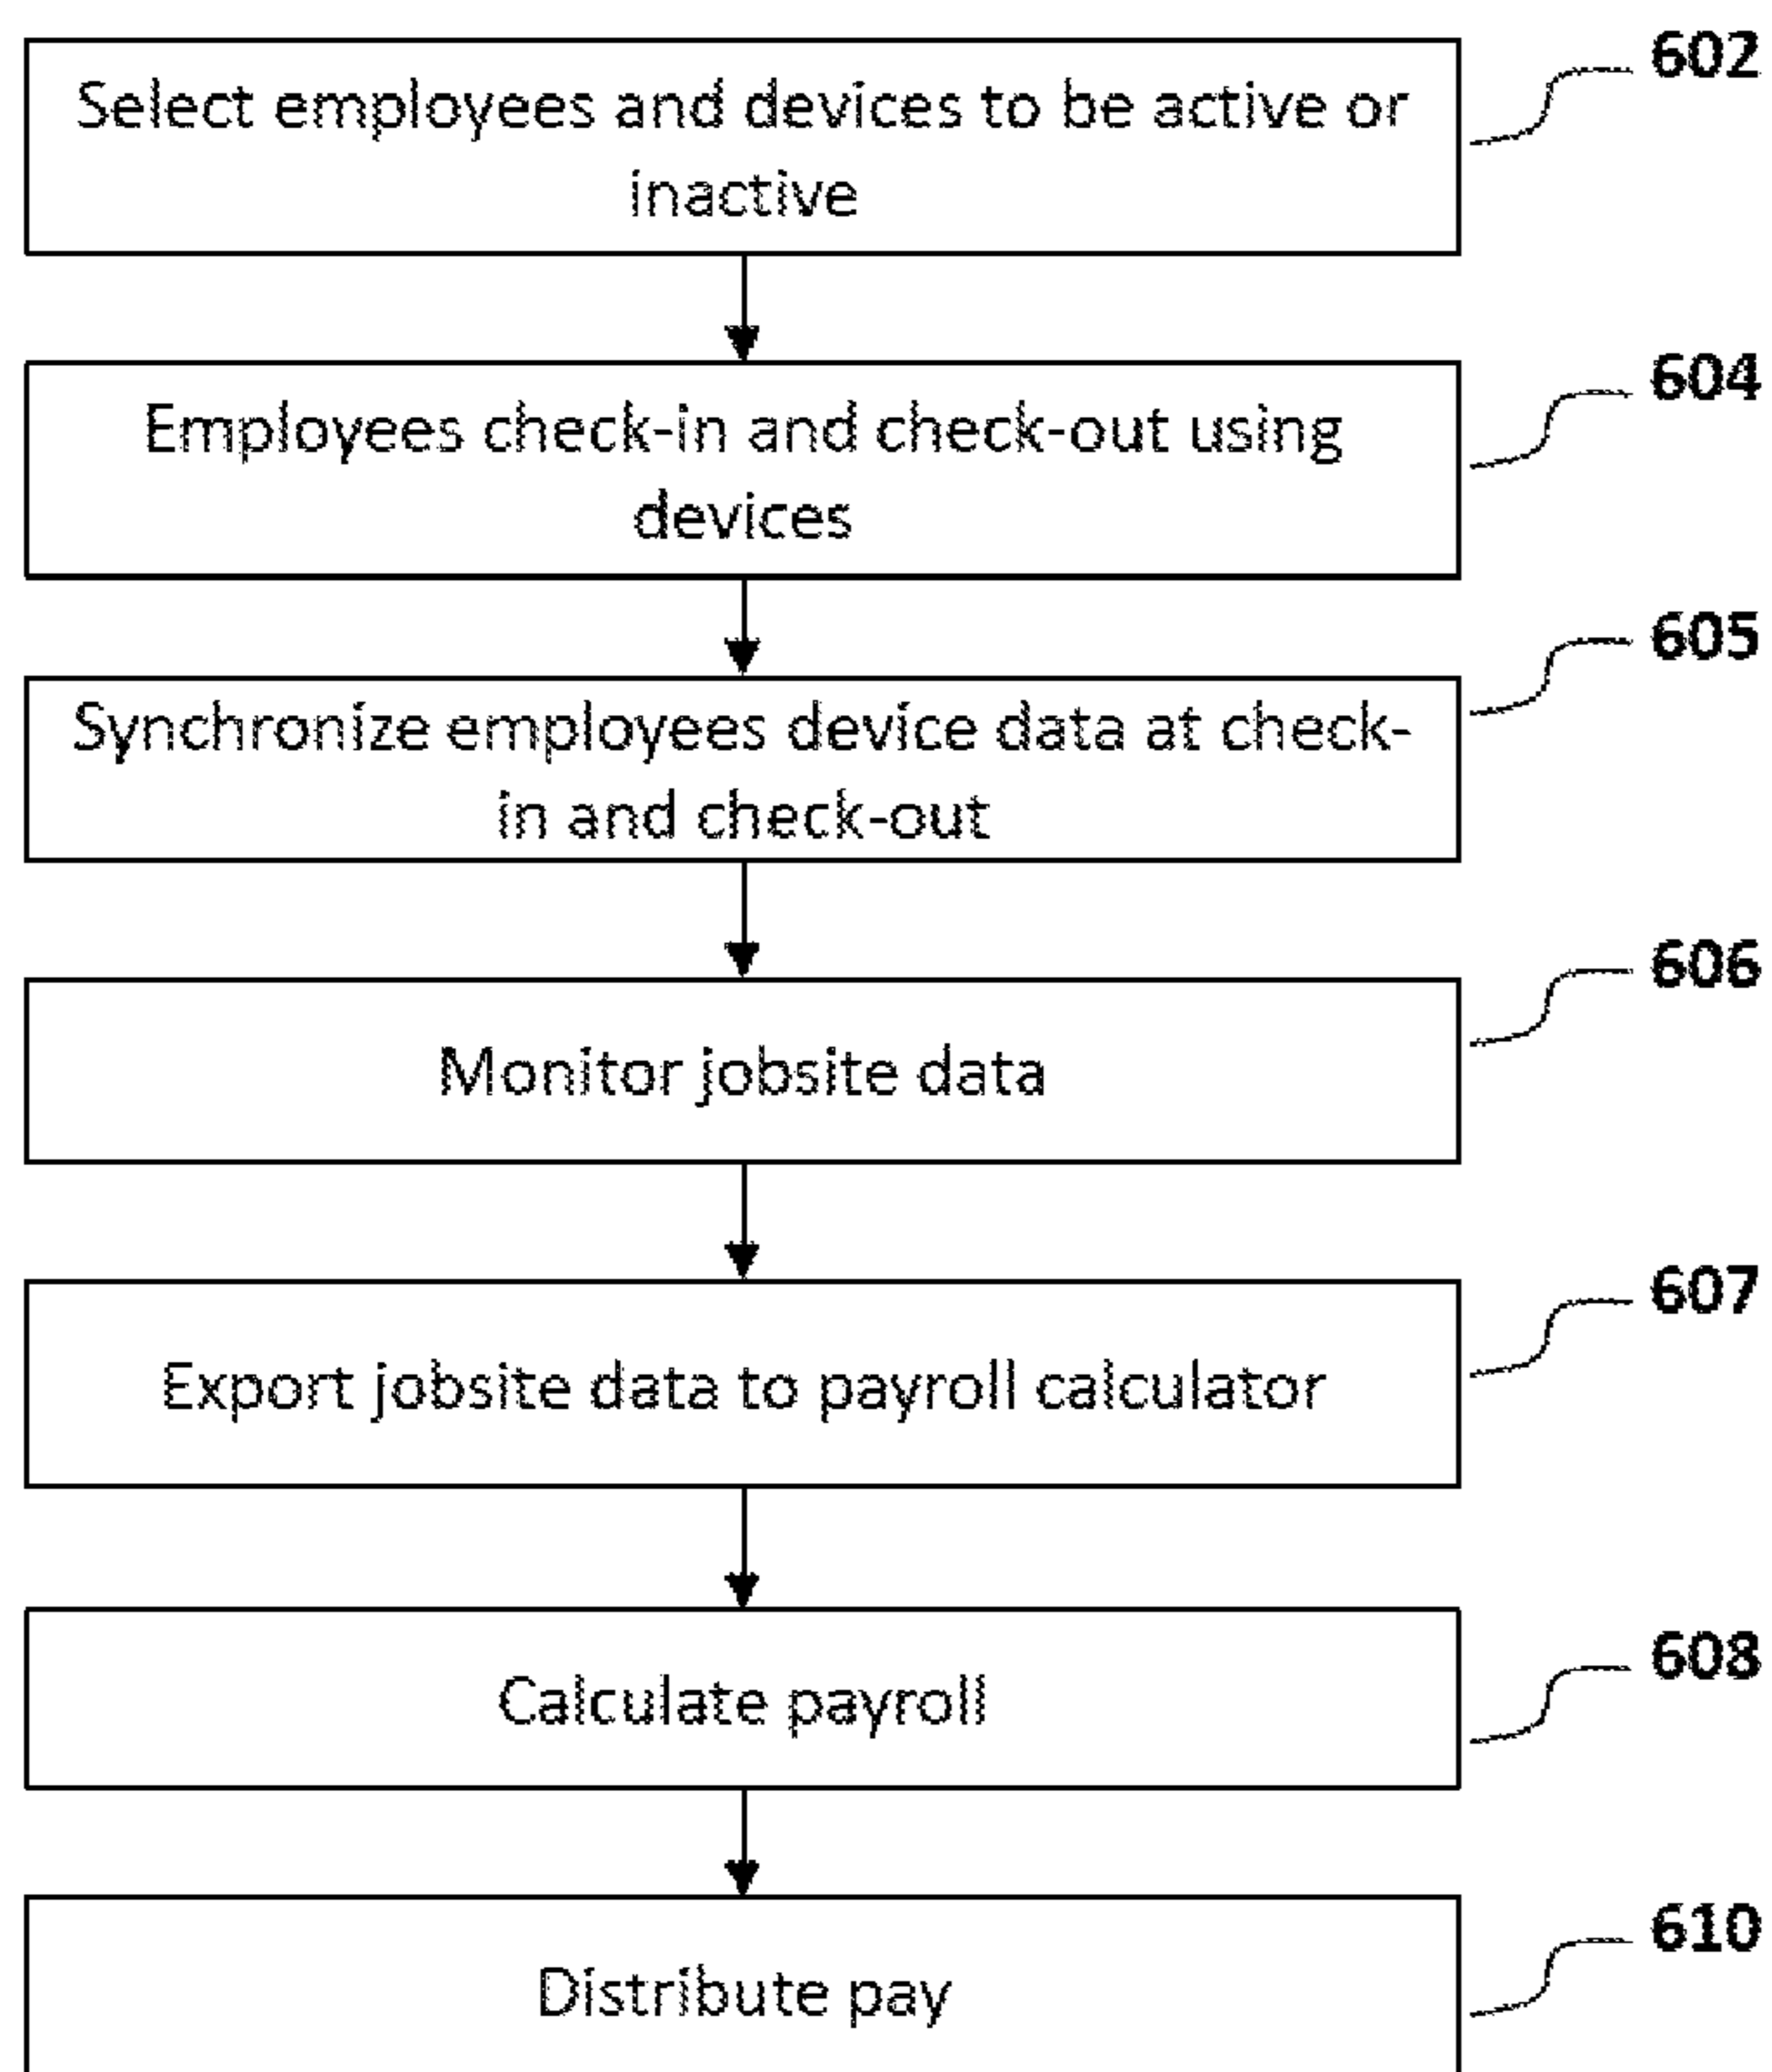 602
Select employees and devices to be active or
inactive
604
Employees check-in and check-out using
devices
605
Synchronize employees device data at check-
in and check-out
606
Monitor jobsite data
607
Export jobsite data to payroll calculator
608
Calculate payroll
610
Distribute pay